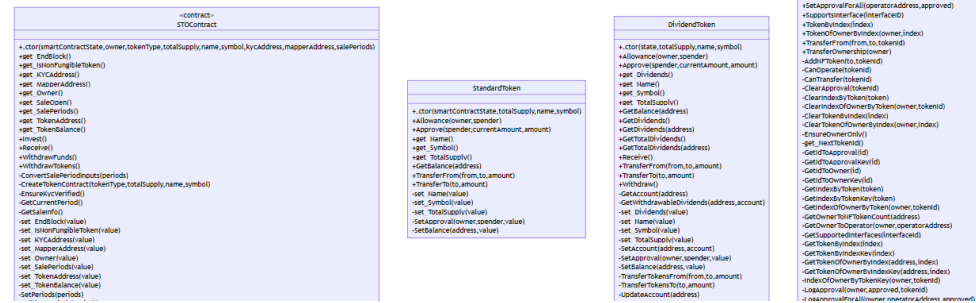 «contract»
STOContract
+.ctor(smartContractState,owner,tokenType,totalSupply,name,symbol,kycAddress,mapperAddress,salePeriods)
+get_EndBlock()
+get_IsNonFungibleToken()
+get_KYCAddress()
+get_MapperAddress()
+get_Owner()
+get_SaleOpen()
+get_SalePeriods()
+get_TokenAddress()
+get_TokenBalance()
+Invest()
+Receive()
+WithdrawFunds()
+WithdrawTokens()
-ConvertSalePeriodInputs(periods)
-CreateTokenContract(tokenType,totalSupply,name,symbol)
-EnsureKycVerified()
-GetCurrentPeriod()
-GetSaleInfo()
-set_EndBlock(value)
-set_IsNonFungibleToken(value)
-set_KYCAddress(value)
-set_MapperAddress(value)
-set_Owner(value)
-set_SalePeriods(value)
-set_TokenAddress(value)
-set_TokenBalance(value)
-SetPeriods(periods)
StandardToken
+.ctor(smartContractState,totalSupply,name,symbol)
+Allowance(owner,spender)
+Approve(spender,currentAmount,amount)
+get_Name()
+get_Symbol()
+get_TotalSupply()
+GetBalance(address)
+TransferFrom(from,to,amount)
+TransferTo(to,amount)
-set_Name(value)
-set_Symbol(value)
-set_TotalSupply(value)
-SetApproval(owner,spender,value)
-SetBalance(address,value)
DividendToken
+.ctor(state,totalSupply,name,symbol)
+Allowance(owner,spender)
+Approve(spender,currentAmount,amount)
+get_Dividends()
+get_Name()
+get_Symbol()
+get_TotalSupply()
+GetBalance(address)
+GetDividends()
+GetDividends(address)
+GetTotalDividends()
+GetTotalDividends(address)
+Receive()
+TransferFrom(from,to,amount)
+TransferTo(to,amount)
+Withdraw()
-GetAccount(address)
-GetWithdrawableDividends(address,account)
-set_Dividends(value)
-set_Name(value)
-set_Symbol(value)
-set_TotalSupply(value)
-SetAccount(address,account)
-SetApproval(owner,spender,value)
-SetBalance(address,value)
-TransferTokensFrom(from,to,amount)
-TransferTokensTo(to,amount)
-UpdateAccount(address)
+SetApprovalForAll(operatorAddress,approved)
+SupportsInterface(interfaceID)
+TokenByIndex(index)
+TokenOfOwnerByIndex(owner,index)
+TransferFrom(from,to,tokenId)
+TransferOwnership(owner)
-AddNFToken(to,tokenId)
-CanOperate(tokenId)
-CanTransfer(tokenId)
-ClearApproval(tokenId)
-ClearIndexByToken(token)
-ClearIndexOfOwnerByToken(owner,tokenId)
-ClearTokenByIndex(index)
-ClearTokenOfOwnerByIndex(owner,index)
-EnsureOwnerOnly()
-get_NextTokenId()
-GetIdToApproval(id)
-GetIdToApprovalKey(id)
-GetIdToOwner(id)
-GetIdToOwnerKey(id)
-GetIndexByToken(token)
-GetIndexByTokenKey(token)
-GetIndexOfOwnerByToken(owner,tokenId)
-GetOwnerToNFTokenCount(address)
-GetOwnerToOperator(owner,operatorAddress)
-GetSupportedInterfaces(interfaceId)
-GetTokenByIndex(index)
-GetTokenByIndexKey(index)
-GetTokenOfOwnerByIndex(address,index)
-GetTokenOfOwnerByIndexKey(address,index)
-IndexOfOwnerByTokenKey(owner,tokenId)
-LogApproval(owner,approved,tokenId)
-LogApprovalForAll(owner,operatorAddress,approved)